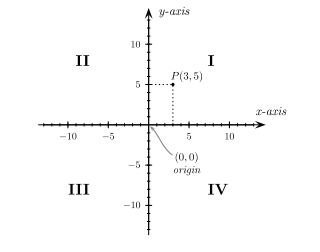 y-axis
10
II
I
P(3, 5)
5
x-axis
−10
−5
5
10
(0, 0)
−5
origin
III
IV
−10